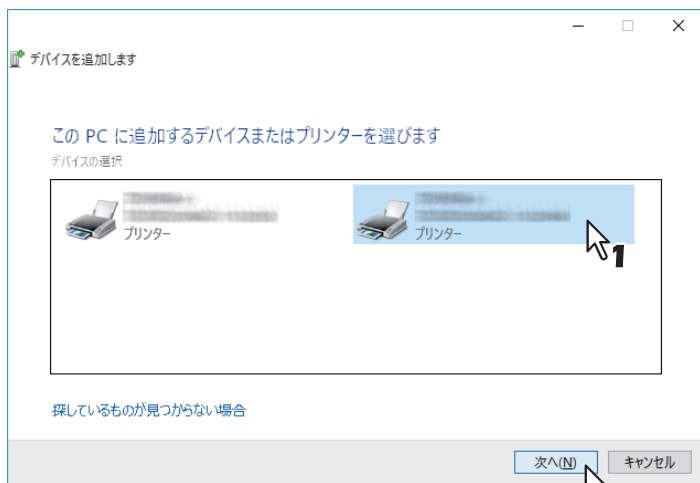 デバイスを追加します
この PC に追加するデバイスまたはプリンターを選びます
デバイスの選択
プリンター
プリンター
1
探しているものが見つからない場合
次へ(N)
キャンセル